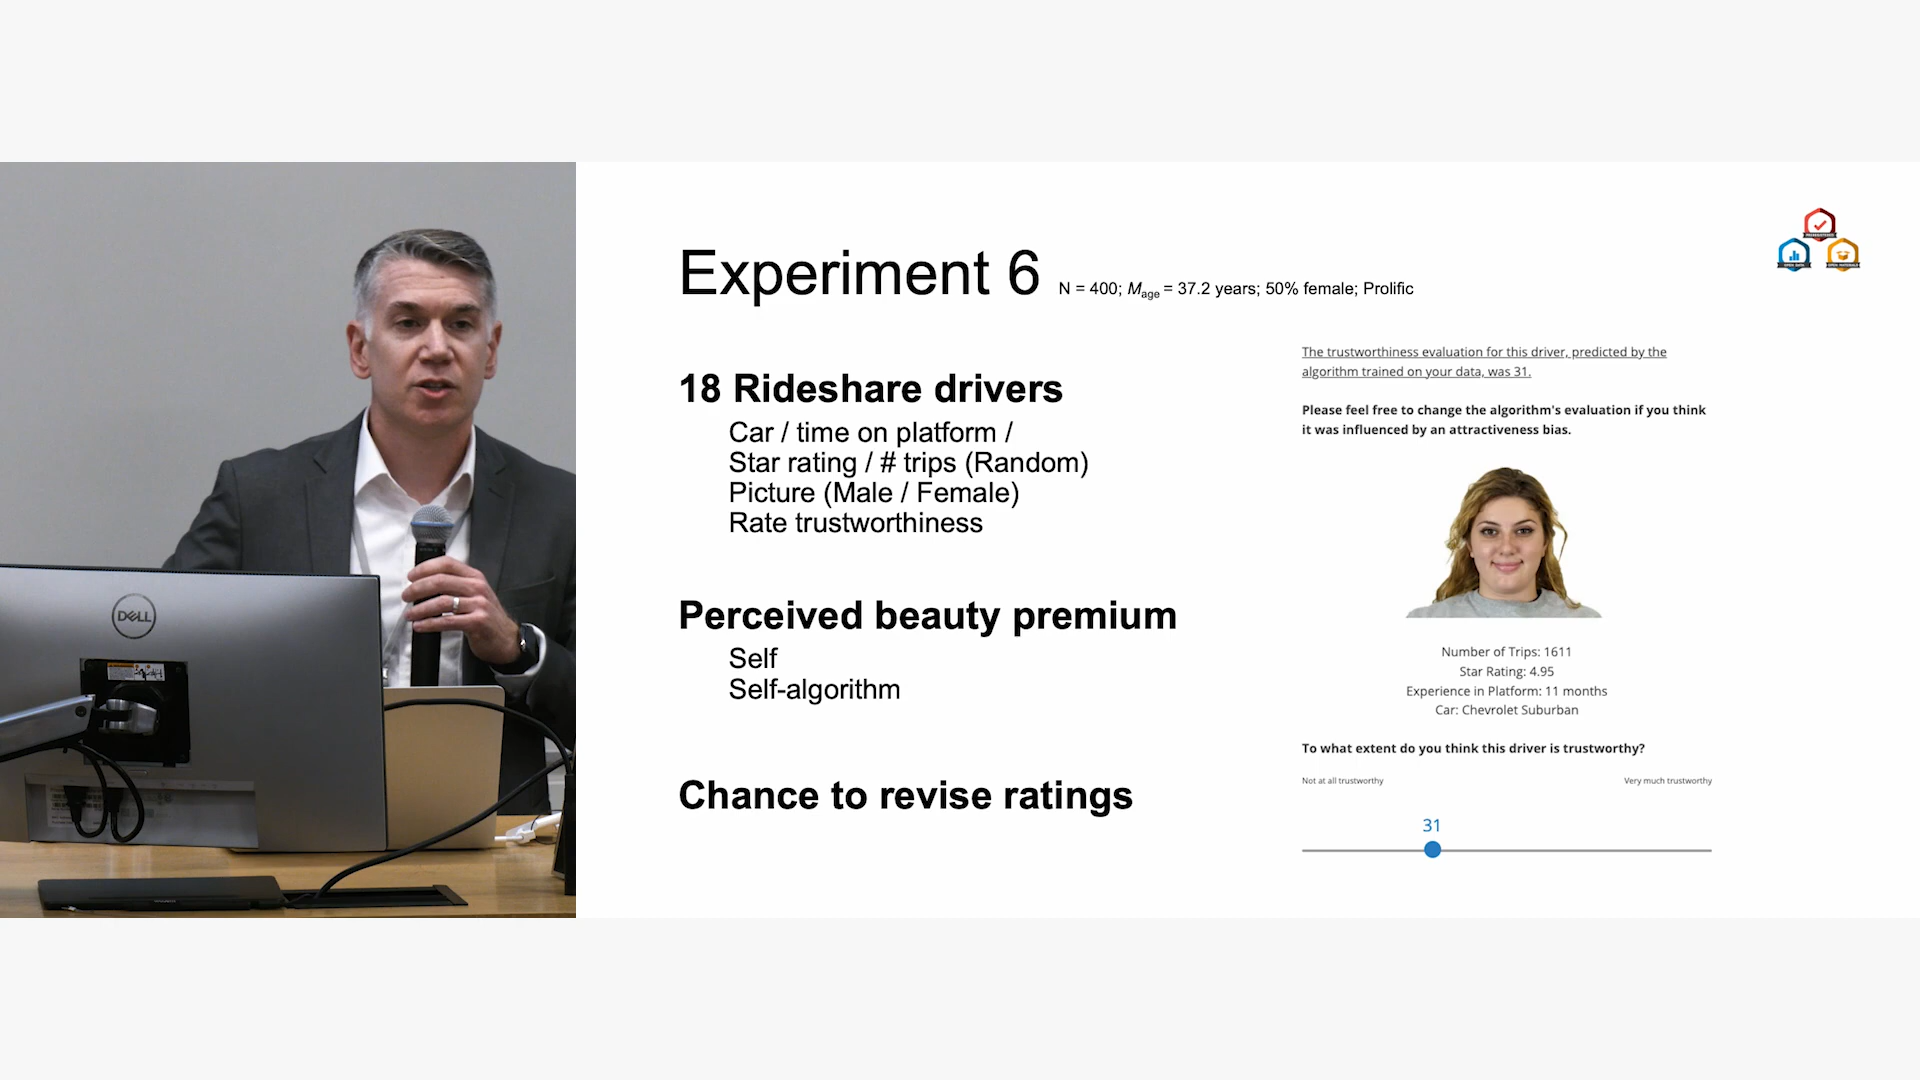 Experiment 6 N = 400; Mage = 37.2 years; 50% female; Prolific
18 Rideshare drivers
Car / time on platform /
Star rating / # trips (Random)
Picture (Male / Female)
Rate trustworthiness
Perceived beauty premium
Self
Self-algorithm
Chance to revise ratings
The trustworthiness evaluation for this driver, predicted by the
algorithm trained on your data, was 31.
Please feel free to change the algorithm's evaluation if you think
it was influenced by an attractiveness bias.
Number of Trips: 1611
Star Rating: 4.95
Experience in Platform: 11 months
Car: Chevrolet Suburban
To what extent do you think this driver is trustworthy?
Not at all trustworthy Very much trustworthy
31
DELL